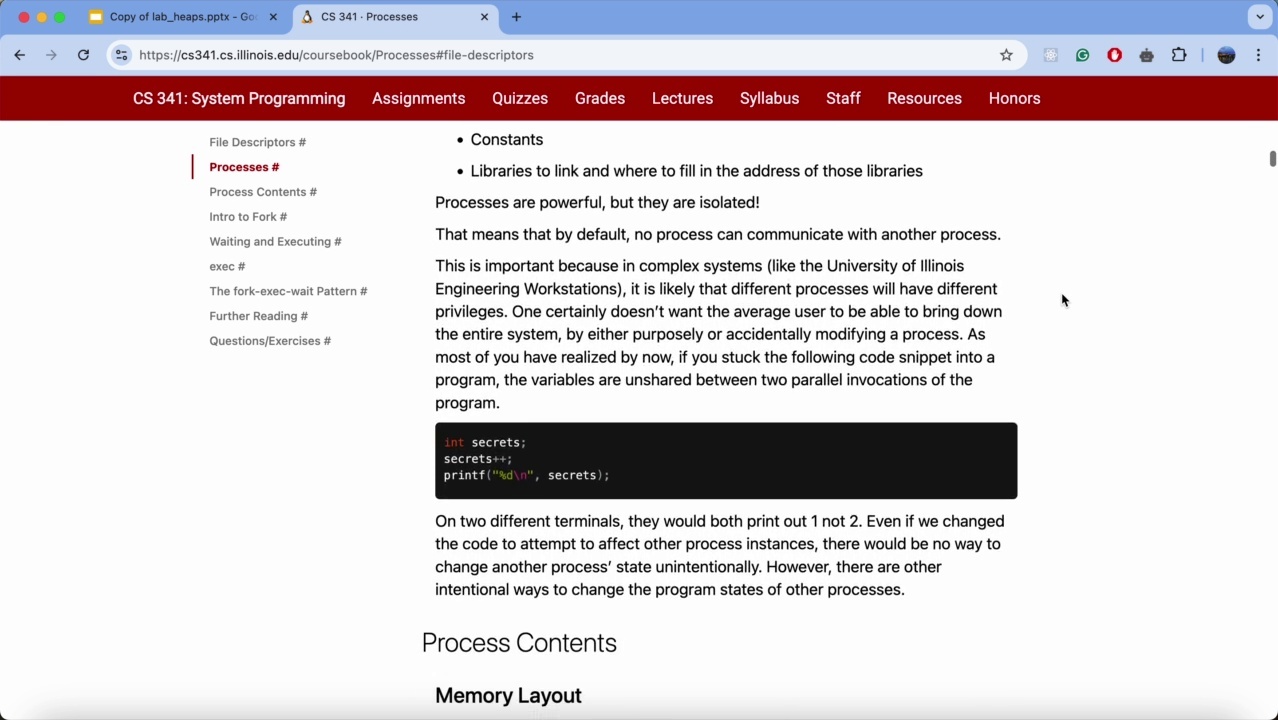 Copy of lab_heaps.pptx - Go
CS 341 · Processes
https://cs341.cs.illinois.edu/coursebook/Processes#file-descriptors
CS 341: System Programming Assignments Quizzes Grades Lectures Syllabus Staff Resources Honors
File Descriptors #
Processes #
Process Contents #
Intro to Fork #
Waiting and Executing #
exec #
The fork-exec-wait Pattern #
Further Reading #
Questions/Exercises #
• Constants
• Libraries to link and where to fill in the address of those libraries
Processes are powerful, but they are isolated!
That means that by default, no process can communicate with another process.
This is important because in complex systems (like the University of Illinois
Engineering Workstations), it is likely that different processes will have different
privileges. One certainly doesn't want the average user to be able to bring down
the entire system, by either purposely or accidentally modifying a process. As
most of you have realized by now, if you stuck the following code snippet into a
program, the variables are unshared between two parallel invocations of the
program.
int secrets;
secrets++;
printf("%d\n", secrets);
On two different terminals, they would both print out 1 not 2. Even if we changed
the code to attempt to affect other process instances, there would be no way to
change another process' state unintentionally. However, there are other
intentional ways to change the program states of other processes.
Process Contents
Memory Layout